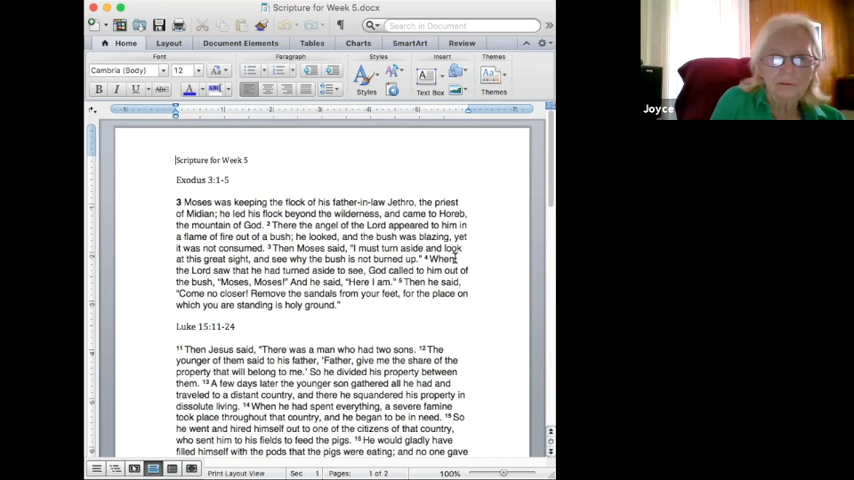 Scripture for Week 5.docx
Search in Document
Home Layout Document Elements Tables Charts SmartArt Review
Font Paragraph Insert Themes
Cambria (Body) 12
B I U ABC A
Styles Text Box Themes
Scripture for Week 5
Exodus 3:1-5
3 Moses was keeping the flock of his father-in-law Jethro, the priest
of Midian; he led his flock beyond the wilderness, and came to Horeb,
the mountain of God. 2 There the angel of the Lord appeared to him in
a flame of fire out of a bush; he looked, and the bush was blazing, yet
it was not consumed. 3 Then Moses said, “I must turn aside and look
at this great sight, and see why the bush is not burned up.” 4 When
the Lord saw that he had turned aside to see, God called to him out of
the bush, “Moses, Moses!” And he said, “Here I am.” 5 Then he said,
“Come no closer! Remove the sandals from your feet, for the place on
which you are standing is holy ground.”
Luke 15:11-24
11 Then Jesus said, “There was a man who had two sons. 12 The
younger of them said to his father, ‘Father, give me the share of the
property that will belong to me.’ So he divided his property between
them. 13 A few days later the younger son gathered all he had and
traveled to a distant country, and there he squandered his property in
dissolute living. 14 When he had spent everything, a severe famine
took place throughout that country, and he began to be in need. 15 So
he went and hired himself out to one of the citizens of that country,
who sent him to his fields to feed the pigs. 16 He would gladly have
filled himself with the pods that the pigs were eating; and no one gave
Print Layout View Sec 1 Pages: 1 of 2 100%
Joyce